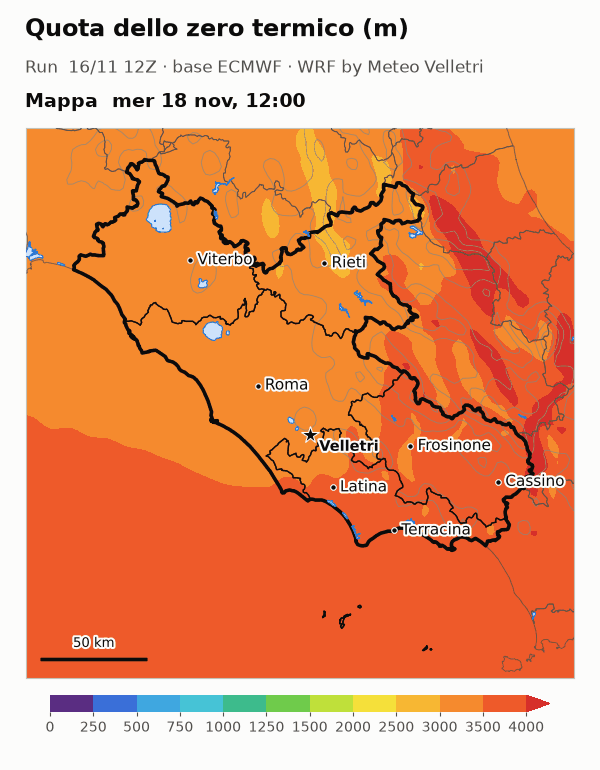 Quota dello zero termico (m)
Run  16/11 12Z · base ECMWF · WRF by Meteo Velletri
Mappa  mer 18 nov, 12:00
Viterbo
Rieti
Roma
Velletri
Frosinone
Cassino
Latina
Terracina
50 km
0 250 500 750 1000 1250 1500 2000 2500 3000 3500 4000